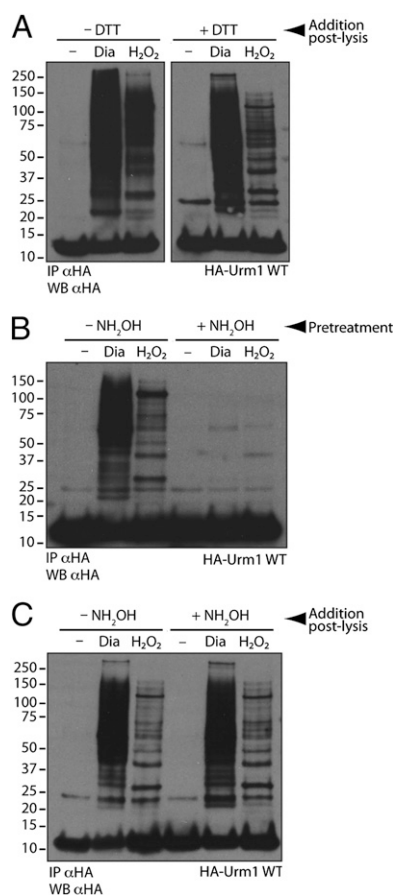 A
– DTT + DTT Addition post-lysis
– Dia H₂O₂ – Dia H₂O₂
250
150
100
75
50
37
25
20
15
10
IP αHA HA-Urm1 WT
WB αHA
B
– NH₂OH + NH₂OH Pretreatment
– Dia H₂O₂ – Dia H₂O₂
150
100
75
50
37
25
20
15
10
IP αHA HA-Urm1 WT
WB αHA
C
– NH₂OH + NH₂OH Addition post-lysis
– Dia H₂O₂ – Dia H₂O₂
250
150
100
75
50
37
25
20
15
10
IP αHA HA-Urm1 WT
WB αHA